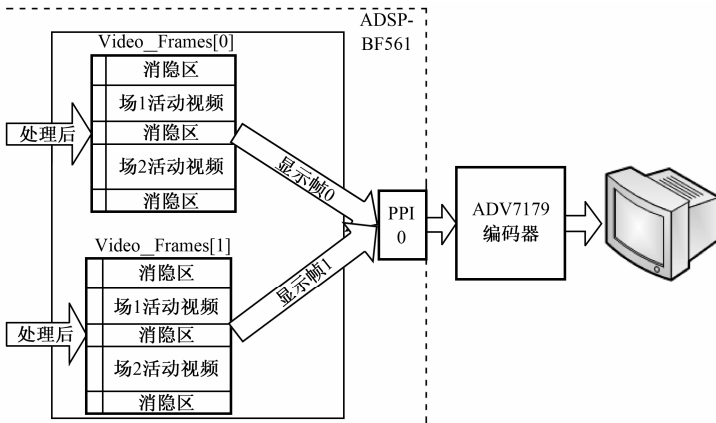 ADSP-
BF561
Video_Frames[0]
消隐区
场1活动视频
消隐区
场2活动视频
消隐区
处理后
显示帧0
PPI
0
ADV7179
编码器
Video_Frames[1]
消隐区
场1活动视频
消隐区
场2活动视频
消隐区
处理后
显示帧1